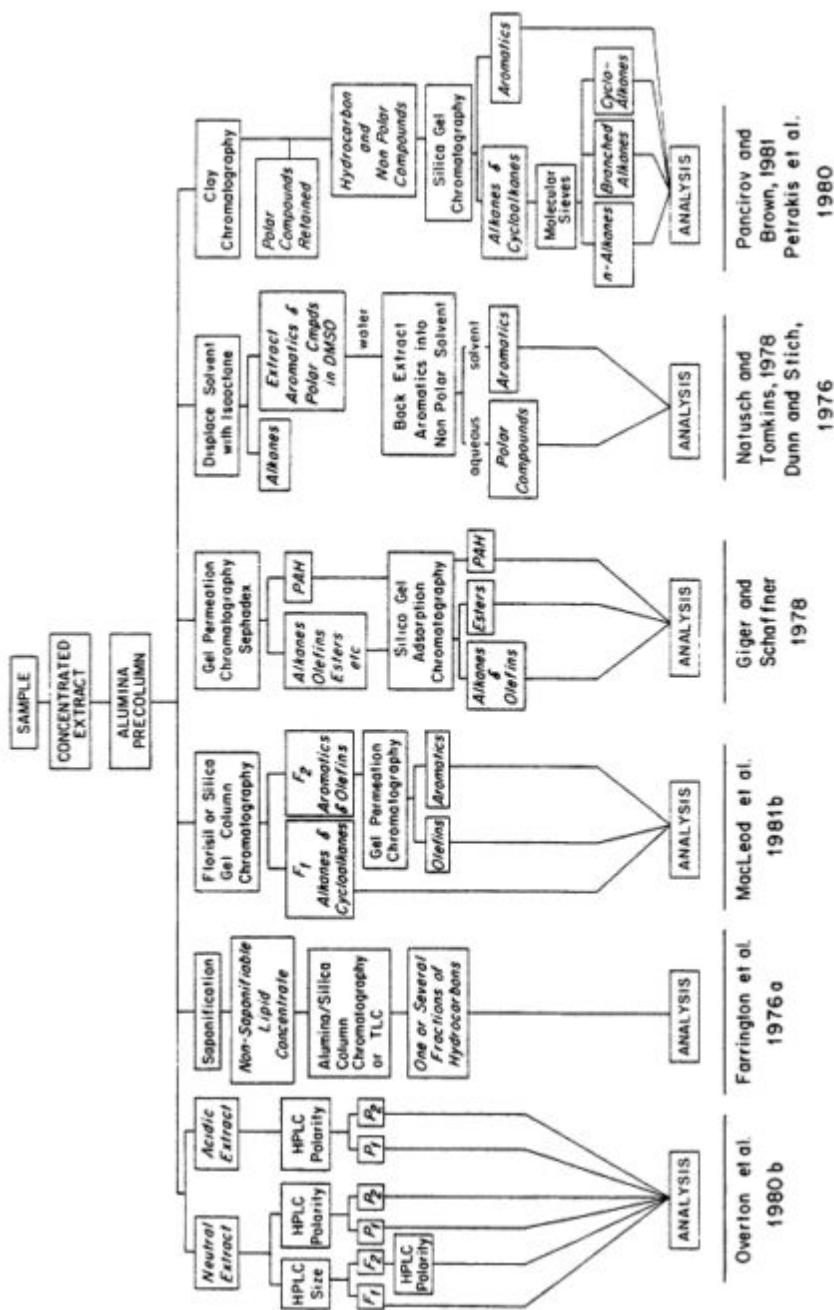 SAMPLE
CONCENTRATED
EXTRACT
ALUMINA
PRECOLUMN
Neutral
Extract
HPLC
Size
F1
F2
HPLC
Polarity
HPLC
Polarity
P1
P2
Acidic
Extract
HPLC
Polarity
P1
P2
ANALYSIS
Overton et al.
1980b
Saponification
Non-Saponifiable
Lipid
Concentrate
Alumina/Silica
Column
Chromatography
or TLC
One or Several
Fractions of
Hydrocarbons
ANALYSIS
Farrington et al.
1976a
Florisil or Silica
Gel Column
Chromatography
F1
Alkanes &
Cycloalkanes
F2
Aromatics
& Olefins
Gel Permeation
Chromatography
Olefins
Aromatics
ANALYSIS
MacLeod et al.
1981b
Gel Permeation
Chromatography
Sephadex
Alkanes
Olefins
Esters
etc
PAH
Silica Gel
Adsorption
Chromatography
Alkanes
&
Olefins
Esters
PAH
ANALYSIS
Giger and
Schaffner
1978
Displace Solvent
with Isooctane
Alkanes
Extract
Aromatics &
Polar Cmpds
in DMSO
water
Back Extract
Aromatics into
Non Polar Solvent
aqueous
solvent
Polar
Compounds
Aromatics
ANALYSIS
Natusch and
Tomkins, 1978
Dunn and Stich,
1976
Clay
Chromatography
Polar
Compounds
Retained
Hydrocarbon
and
Non Polar
Compounds
Silica Gel
Chromatography
Alkanes &
Cycloalkanes
Aromatics
Molecular
Sieves
n-Alkanes
Branched
Alkanes
Cyclo-
Alkanes
ANALYSIS
Pancirov and
Brown, 1981
Petrakis et al.
1980